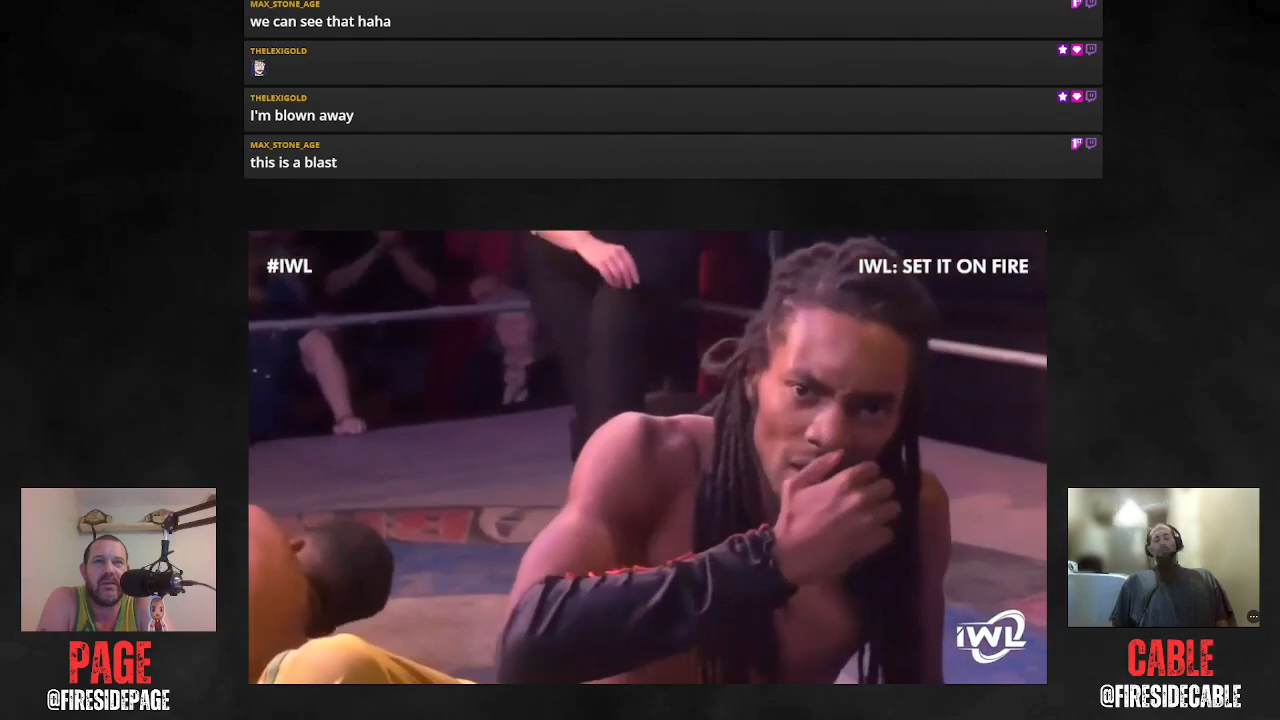 MAX_STONE_AGE
we can see that haha
THELEXIGOLD
THELEXIGOLD
I'm blown away
MAX_STONE_AGE
this is a blast
#IWL
IWL: SET IT ON FIRE
IWL
PAGE
@FIRESIDEPAGE
CABLE
@FIRESIDECABLE